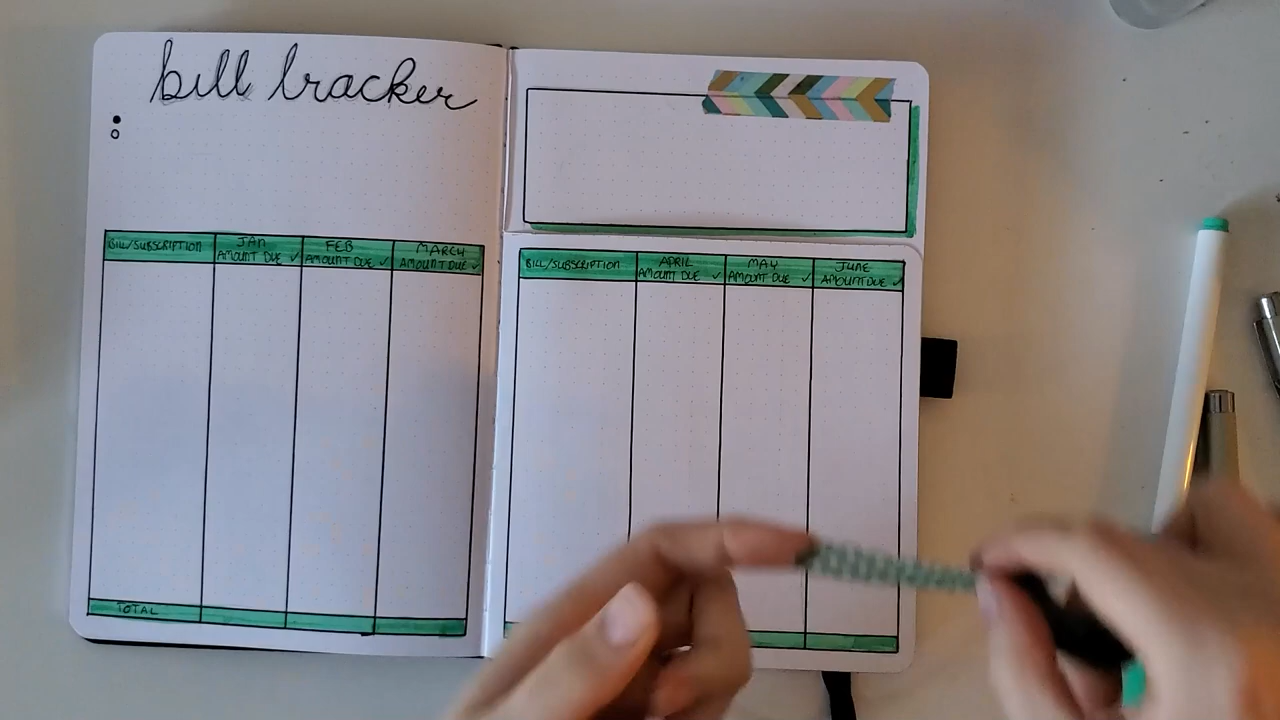 bill tracker
BILL/SUBSCRIPTION JAN FEB MARCH
AMOUNT DUE ✓ AMOUNT DUE ✓ AMOUNT DUE ✓
TOTAL
BILL/SUBSCRIPTION APRIL MAY JUNE
AMOUNT DUE ✓ AMOUNT DUE ✓ AMOUNT DUE ✓